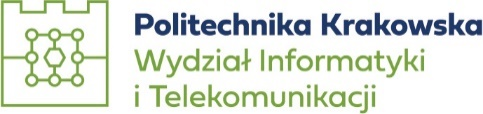 Politechnika Krakowska
Wydział Informatyki
i Telekomunikacji